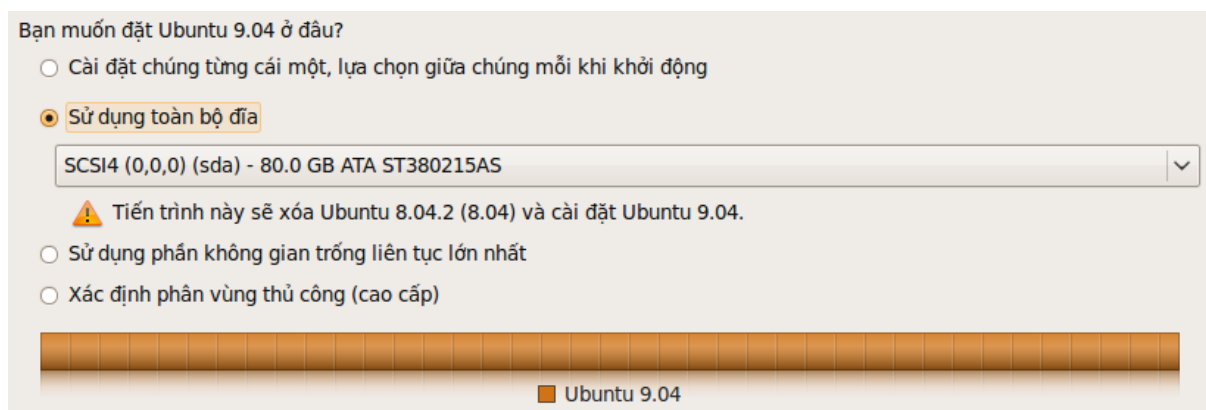 Bạn muốn đặt Ubuntu 9.04 ở đâu?
Cài đặt chúng từng cái một, lựa chọn giữa chúng mỗi khi khởi động
Sử dụng toàn bộ đĩa
SCSI4 (0,0,0) (sda) - 80.0 GB ATA ST380215AS
Tiến trình này sẽ xóa Ubuntu 8.04.2 (8.04) và cài đặt Ubuntu 9.04.
Sử dụng phần không gian trống liên tục lớn nhất
Xác định phân vùng thủ công (cao cấp)
Ubuntu 9.04